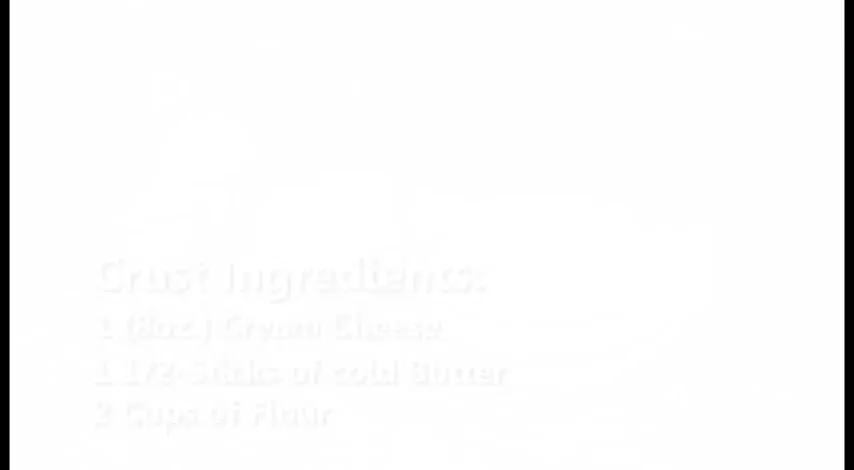 Crust Ingredients:
1 (8oz.) Cream Cheese
1 1/2 Sticks of cold Butter
2 Cups of Flour